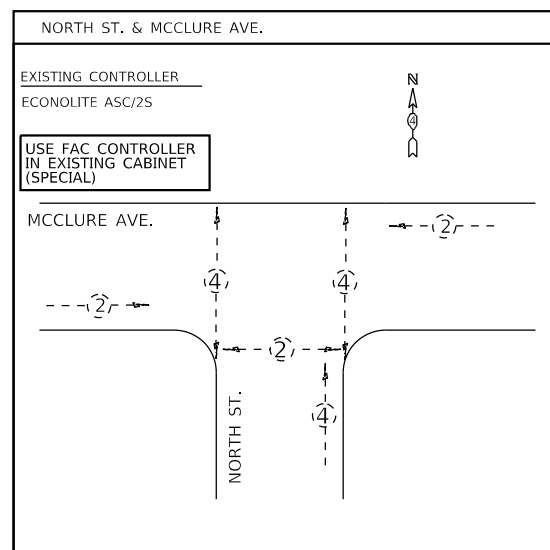 NORTH ST. & MCCLURE AVE.
EXISTING CONTROLLER
ECONOLITE ASC/2S
N
4
USE FAC CONTROLLER
IN EXISTING CABINET
(SPECIAL)
MCCLURE AVE.
2
4
4
2
2
4
NORTH ST.